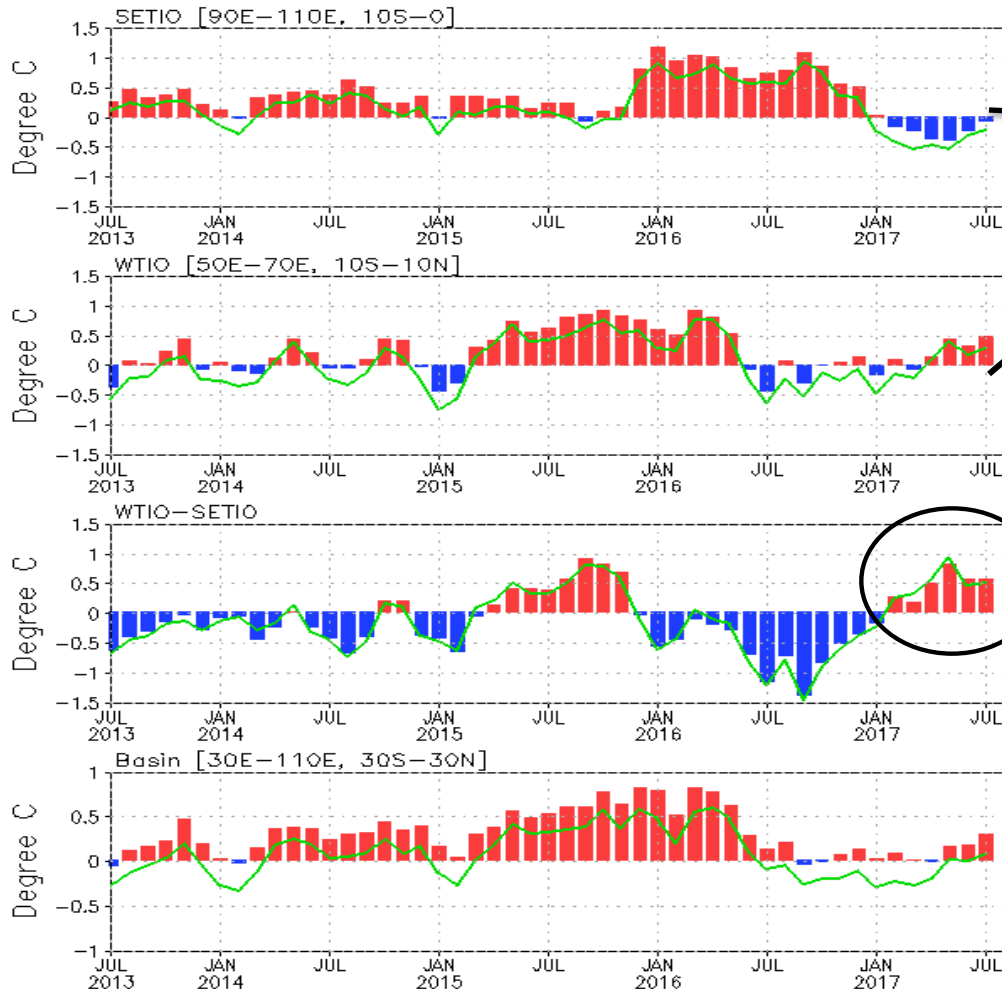 SETIO [90E-110E, 10S-0]
Degree C
1.5
1
0.5
0
-0.5
-1
-1.5
JUL JAN JUL JAN JUL JAN JUL JAN JUL
2013 2014 2015 2016 2017
WTIO [50E-70E, 10S-10N]
Degree C
1.5
1
0.5
0
-0.5
-1
-1.5
JUL JAN JUL JAN JUL JAN JUL JAN JUL
2013 2014 2015 2016 2017
WTIO-SETIO
Degree C
1.5
1
0.5
0
-0.5
-1
-1.5
JUL JAN JUL JAN JUL JAN JUL JAN JUL
2013 2014 2015 2016 2017
Basin [30E-110E, 30S-30N]
Degree C
1
0.5
0
-0.5
-1
JUL JAN JUL JAN JUL JAN JUL JAN JUL
2013 2014 2015 2016 2017